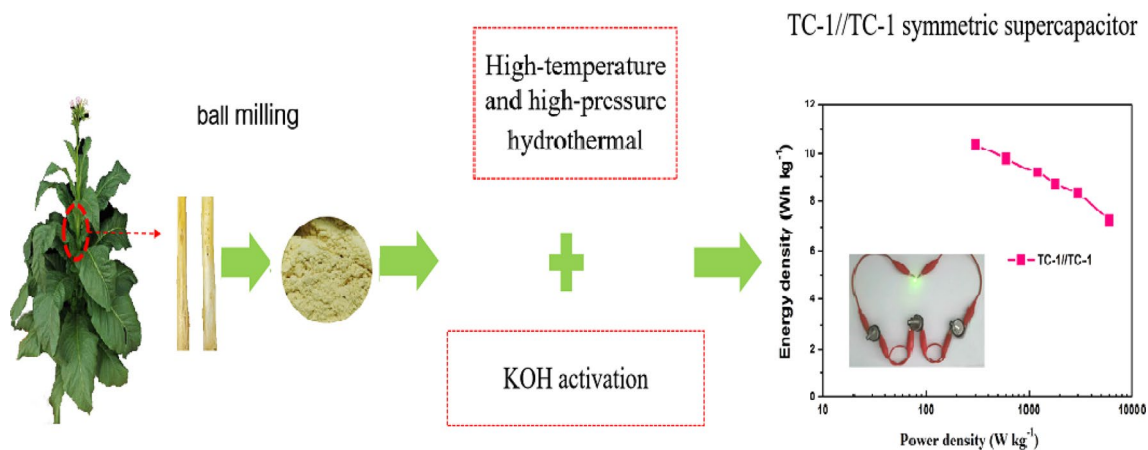 ball milling
High-temperature
and high-pressure
hydrothermal
KOH activation
TC-1//TC-1 symmetric supercapacitor
Energy density (Wh kg⁻¹)
12
10
8
6
4
2
0
TC-1//TC-1
10
100
1000
10000
Power density (W kg⁻¹)